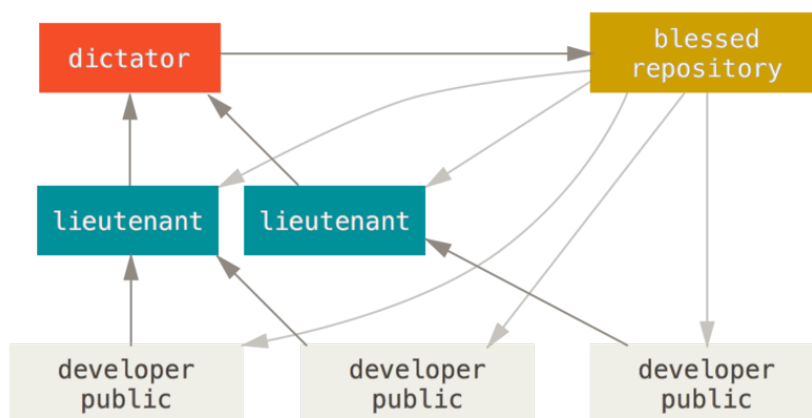 dictator
blessed
repository
lieutenant
lieutenant
developer
public
developer
public
developer
public